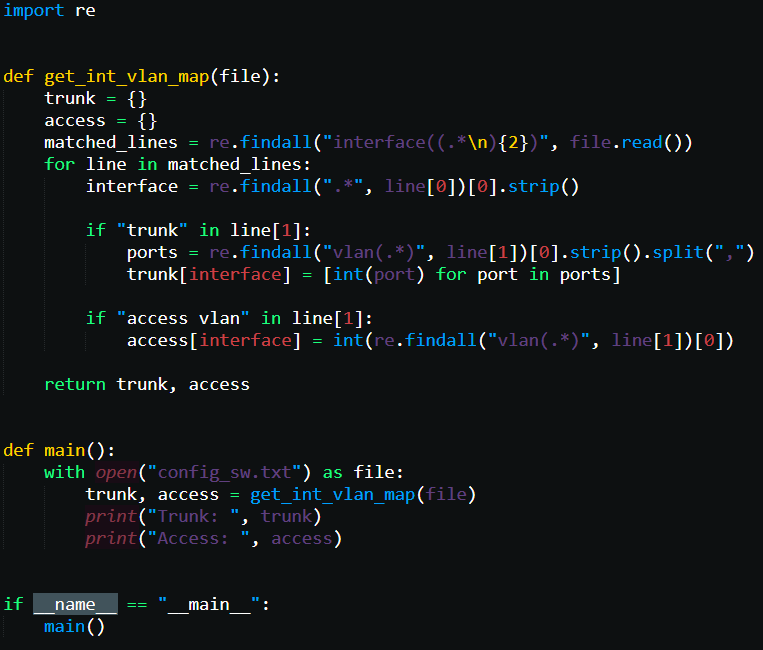 import re
def get_int_vlan_map(file):
    trunk = {}
    access = {}
    matched_lines = re.findall("interface((.*\n){2})", file.read())
    for line in matched_lines:
        interface = re.findall(".*", line[0])[0].strip()
        if "trunk" in line[1]:
            ports = re.findall("vlan(.*)", line[1])[0].strip().split(",")
            trunk[interface] = [int(port) for port in ports]
        if "access vlan" in line[1]:
            access[interface] = int(re.findall("vlan(.*)", line[1])[0])
    return trunk, access
def main():
    with open("config_sw.txt") as file:
        trunk, access = get_int_vlan_map(file)
        print("Trunk: ", trunk)
        print("Access: ", access)
if __name__ == "__main__":
    main()